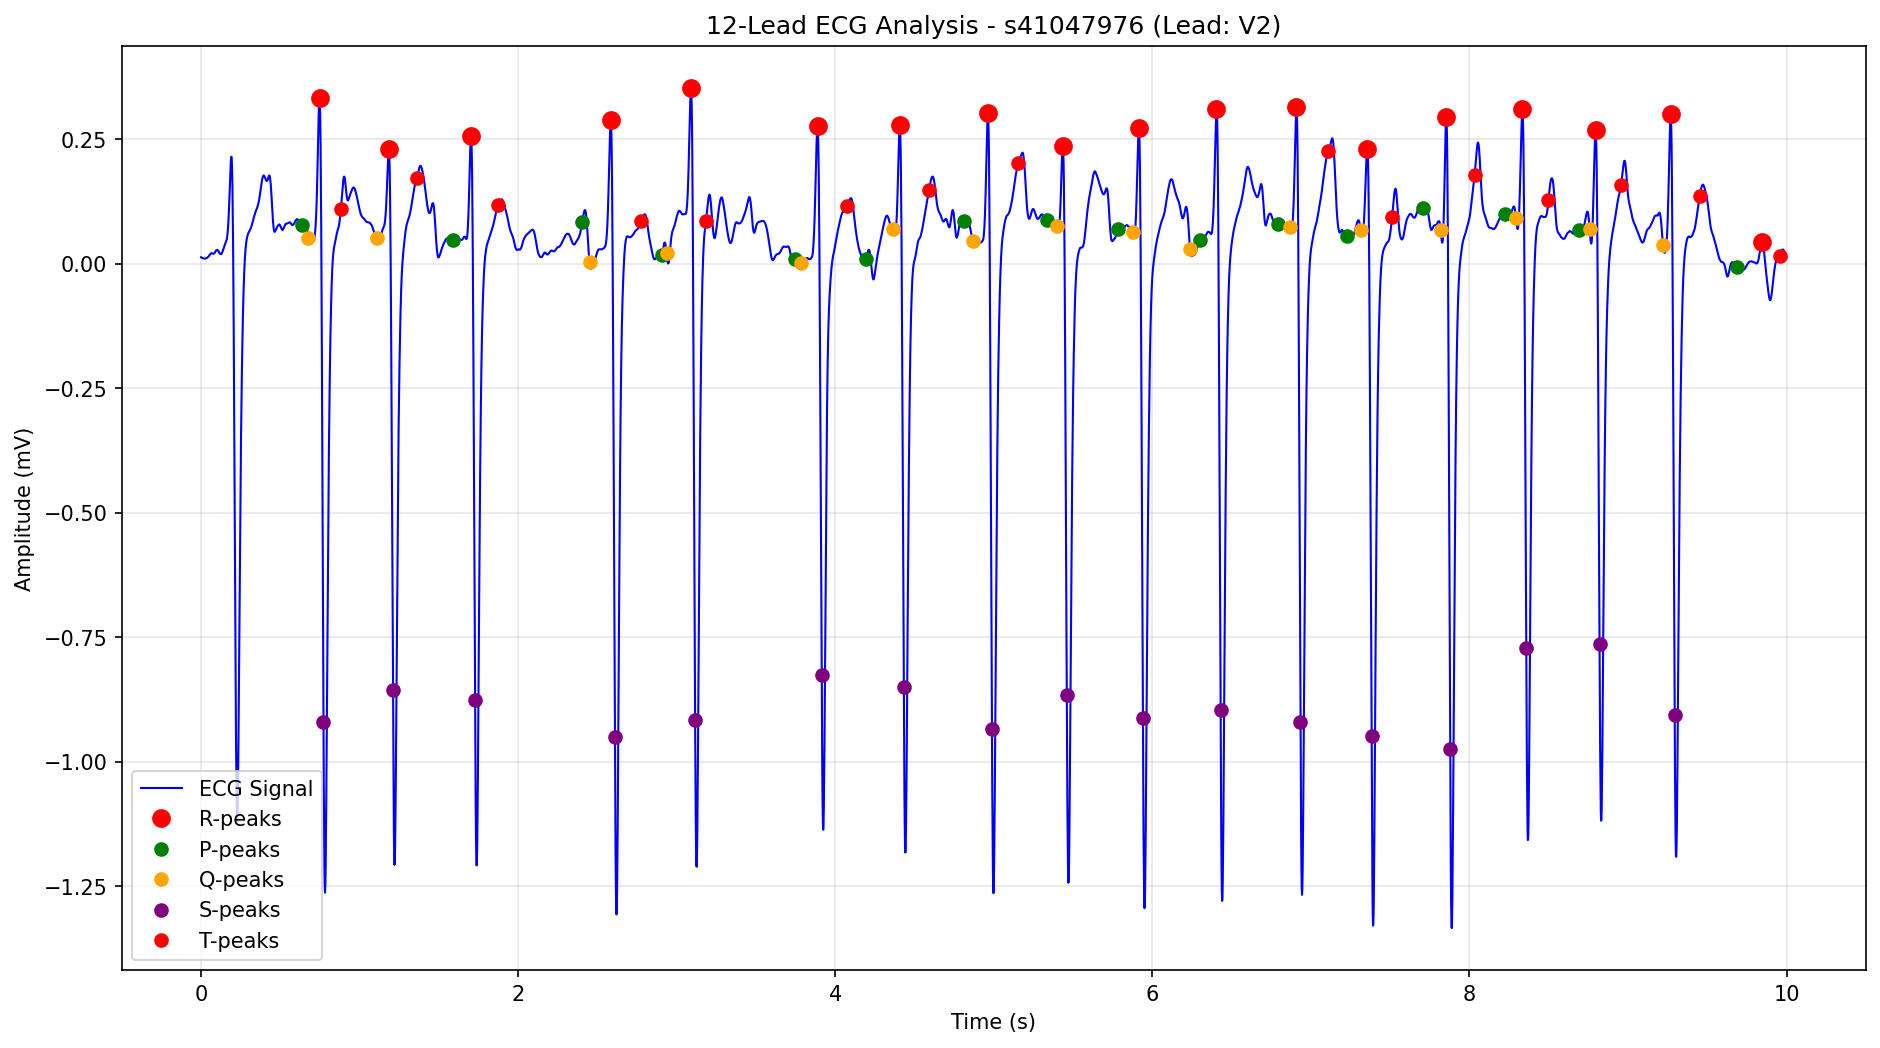 12-Lead ECG Analysis - s41047976 (Lead: V2)
Amplitude (mV)
0.25
0.00
−0.25
−0.50
−0.75
−1.00
−1.25
ECG Signal
R-peaks
P-peaks
Q-peaks
S-peaks
T-peaks
0 2 4 6 8 10
Time (s)